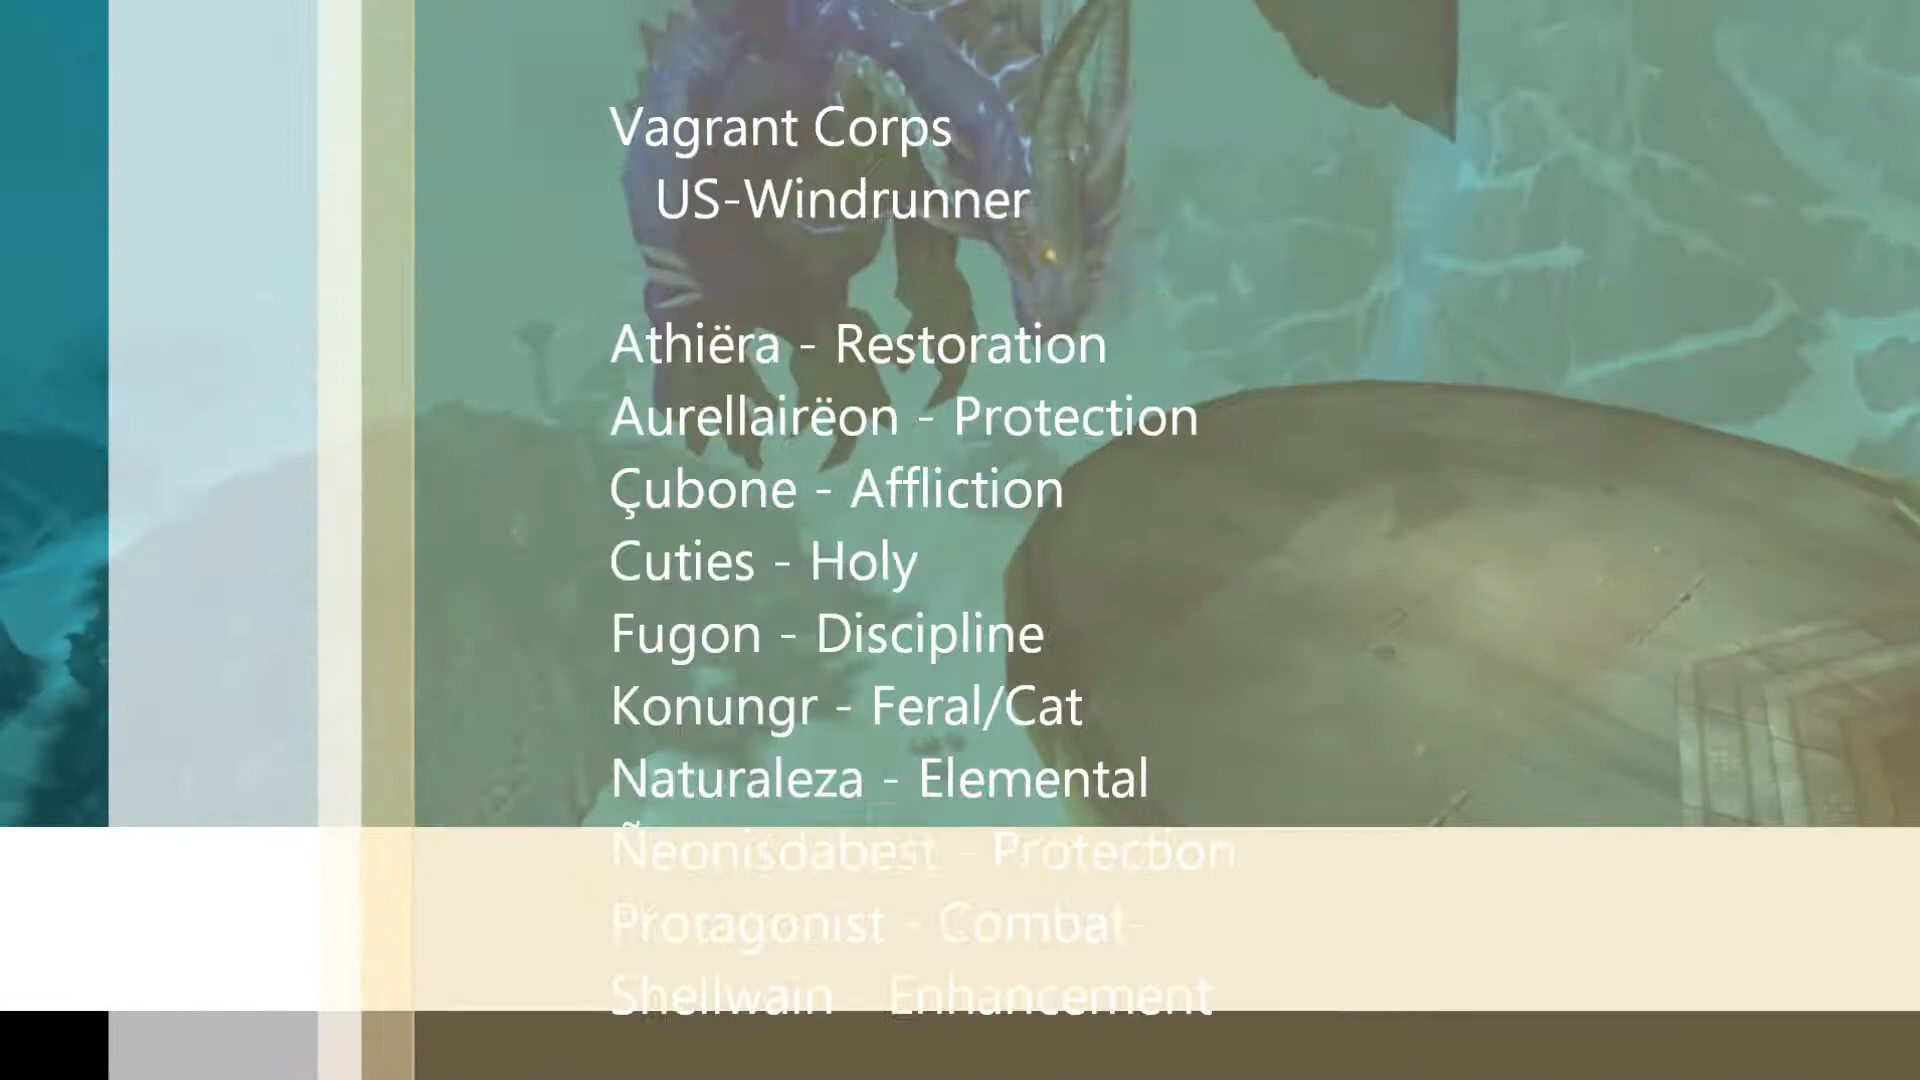 Vagrant Corps
US-Windrunner
Athiëra - Restoration
Aurellairëon - Protection
Çubone - Affliction
Cuties - Holy
Fugon - Discipline
Konungr - Feral/Cat
Naturaleza - Elemental
Ñeonisdabest - Protection
Protagonist - Combat
Shellwain - Enhancement